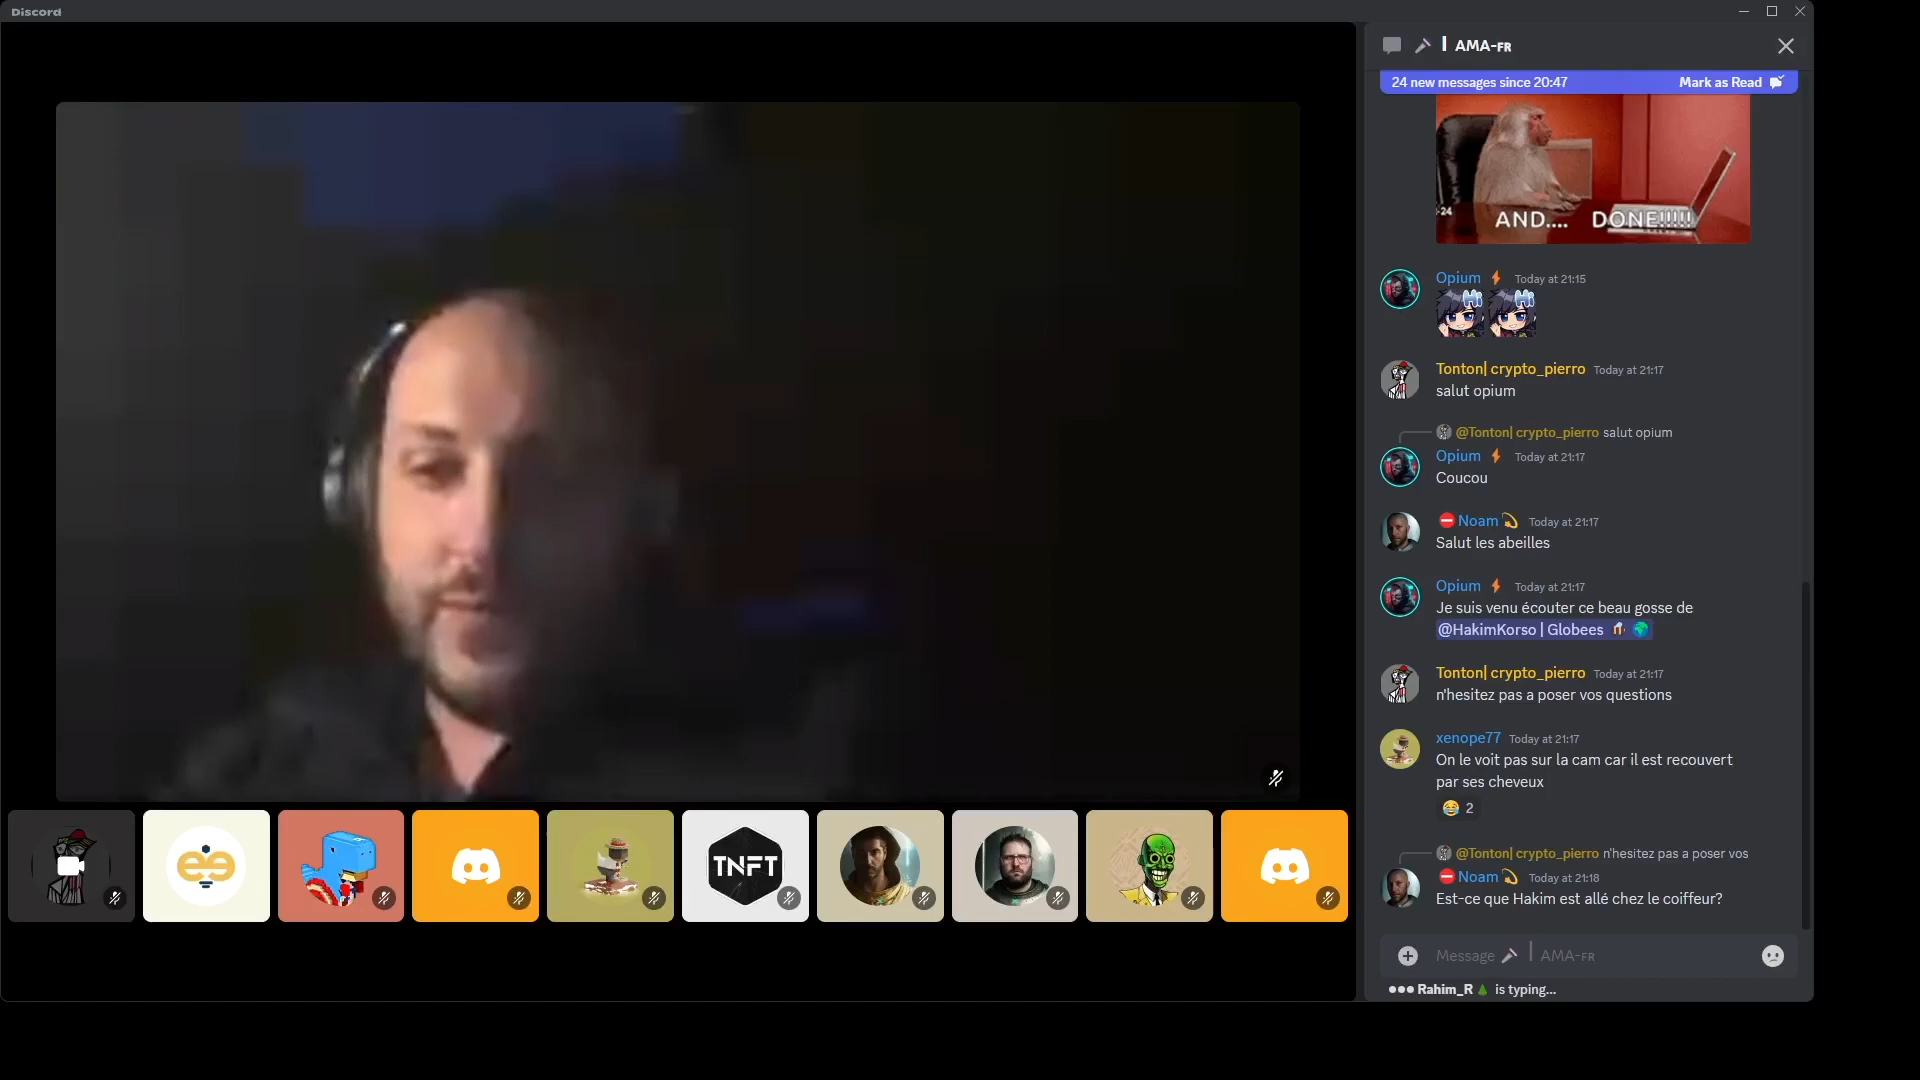 Discord
AMA-FR
24 new messages since 20:47
Mark as Read
-24
AND.... DONE!!!!!
Opium Today at 21:15
Hi Hi
Tonton| crypto_pierro Today at 21:17
salut opium
@Tonton| crypto_pierro salut opium
Opium Today at 21:17
Coucou
Noam Today at 21:17
Salut les abeilles
Opium Today at 21:17
Je suis venu écouter ce beau gosse de
@HakimKorso | Globees
Tonton| crypto_pierro Today at 21:17
n'hesitez pas a poser vos questions
xenope77 Today at 21:17
On le voit pas sur la cam car il est recouvert
par ses cheveux
2
@Tonton| crypto_pierro n'hesitez pas a poser vos
Noam Today at 21:18
Est-ce que Hakim est allé chez le coiffeur?
TNFT
Message | AMA-FR
Rahim_R is typing...